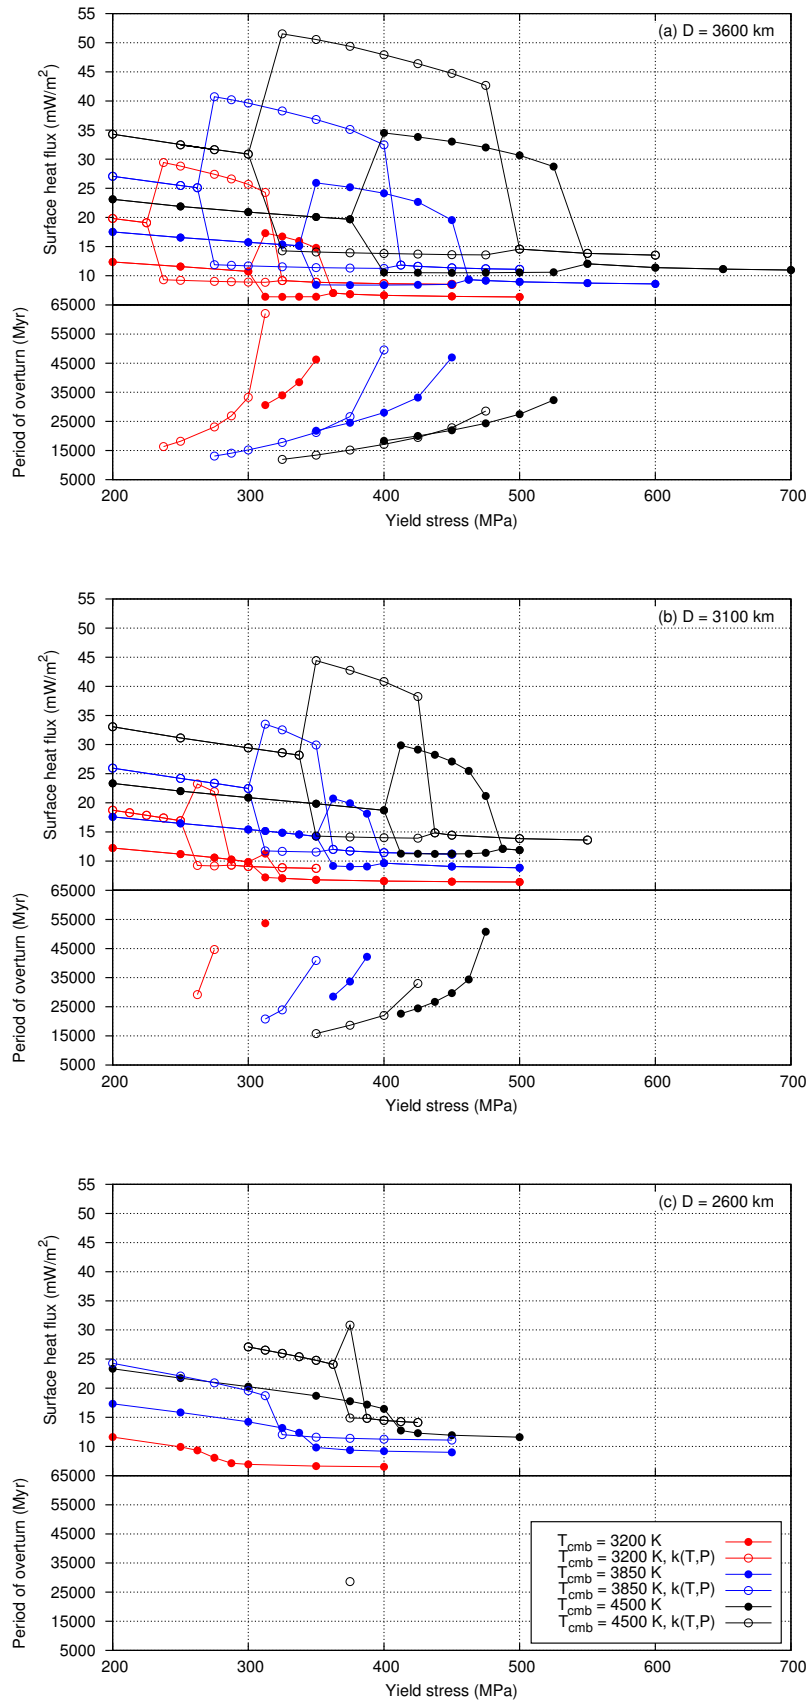 55
(a) D = 3600 km
50
45
40
35
30
25
20
15
10
Surface heat flux (mW/m²)
65000
55000
45000
35000
25000
15000
5000
Period of overturn (Myr)
200 300 400 500 600 700
Yield stress (MPa)
55
(b) D = 3100 km
50
45
40
35
30
25
20
15
10
Surface heat flux (mW/m²)
65000
55000
45000
35000
25000
15000
5000
Period of overturn (Myr)
200 300 400 500 600 700
Yield stress (MPa)
55
(c) D = 2600 km
50
45
40
35
30
25
20
15
10
Surface heat flux (mW/m²)
65000
55000
45000
35000
25000
15000
5000
Period of overturn (Myr)
Tcmb = 3200 K
Tcmb = 3200 K, k(T,P)
Tcmb = 3850 K
Tcmb = 3850 K, k(T,P)
Tcmb = 4500 K
Tcmb = 4500 K, k(T,P)
200 300 400 500 600 700
Yield stress (MPa)